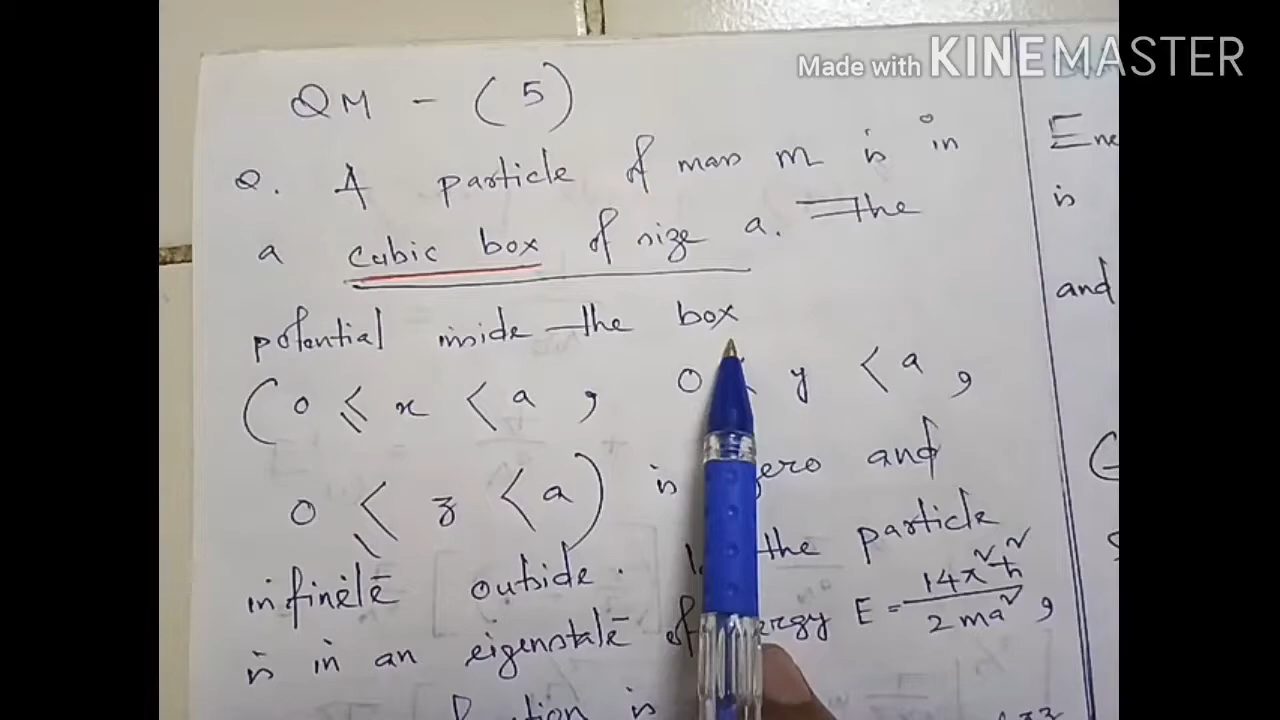 Made with KINEMASTER
QM - (5)
Q. A particle of mass m is in
a cubic box of size a. The
potential inside the box
(0 ≤ x < a, 0 < y < a,
0 ≤ z < a) is zero and
infinite outside. the particle
is in an eigenstate of E = 14π²ħ² / 2ma²,
is
Ene
is
and